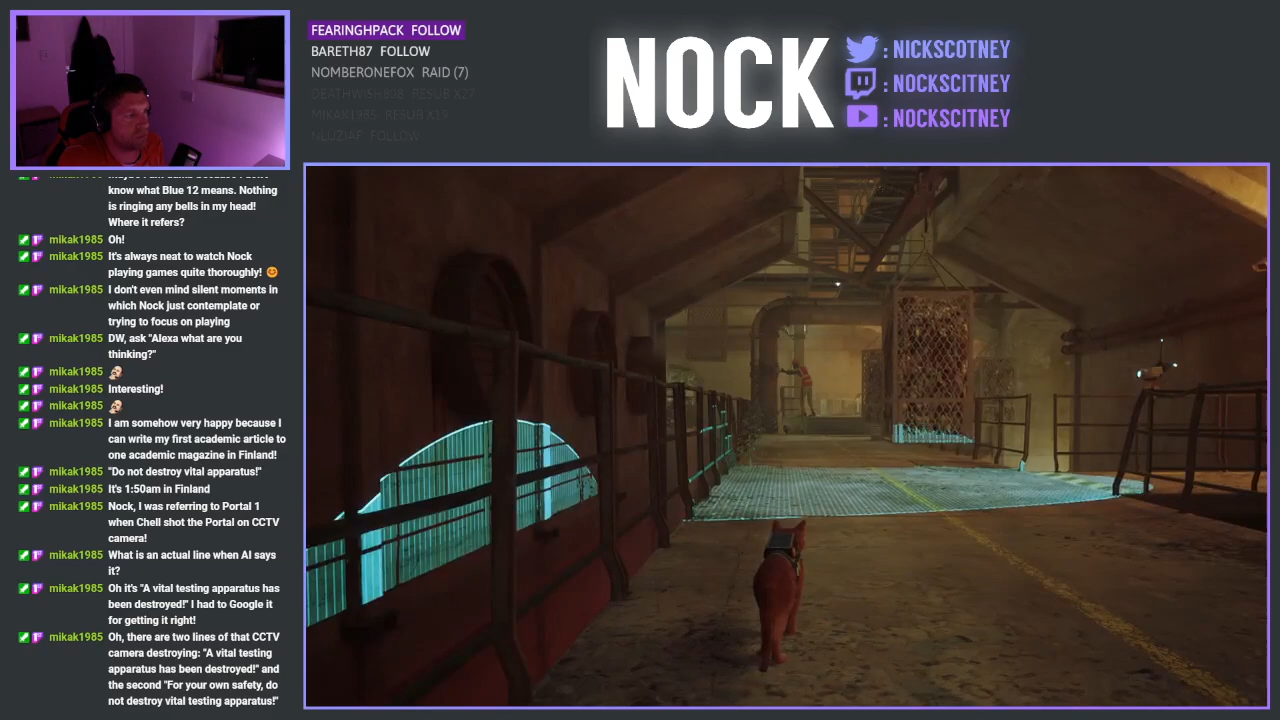 FEARINGHPACK FOLLOW
BARETH87 FOLLOW
NOMBERONEFOX RAID (7)
DEATHWISH808 RESUB X27
MIKAK1985 RESUB X19
NLUZIAF FOLLOW
NOCK
: NICKSCOTNEY
: NOCKSCITNEY
: NOCKSCITNEY
know what Blue 12 means. Nothing
is ringing any bells in my head!
Where it refers?
mikak1985 Oh!
mikak1985 It's always neat to watch Nock
playing games quite thoroughly! 😊
mikak1985 I don't even mind silent moments in
which Nock just contemplate or
trying to focus on playing
mikak1985 DW, ask "Alexa what are you
thinking?"
mikak1985
mikak1985 Interesting!
mikak1985
mikak1985 I am somehow very happy because I
can write my first academic article to
one academic magazine in Finland!
mikak1985 "Do not destroy vital apparatus!"
mikak1985 It's 1:50am in Finland
mikak1985 Nock, I was referring to Portal 1
when Chell shot the Portal on CCTV
camera!
mikak1985 What is an actual line when AI says
it?
mikak1985 Oh it's "A vital testing apparatus has
been destroyed!" I had to Google it
for getting it right!
mikak1985 Oh, there are two lines of that CCTV
camera destroying: "A vital testing
apparatus has been destroyed!" and
the second "For your own safety, do
not destroy vital testing apparatus!"